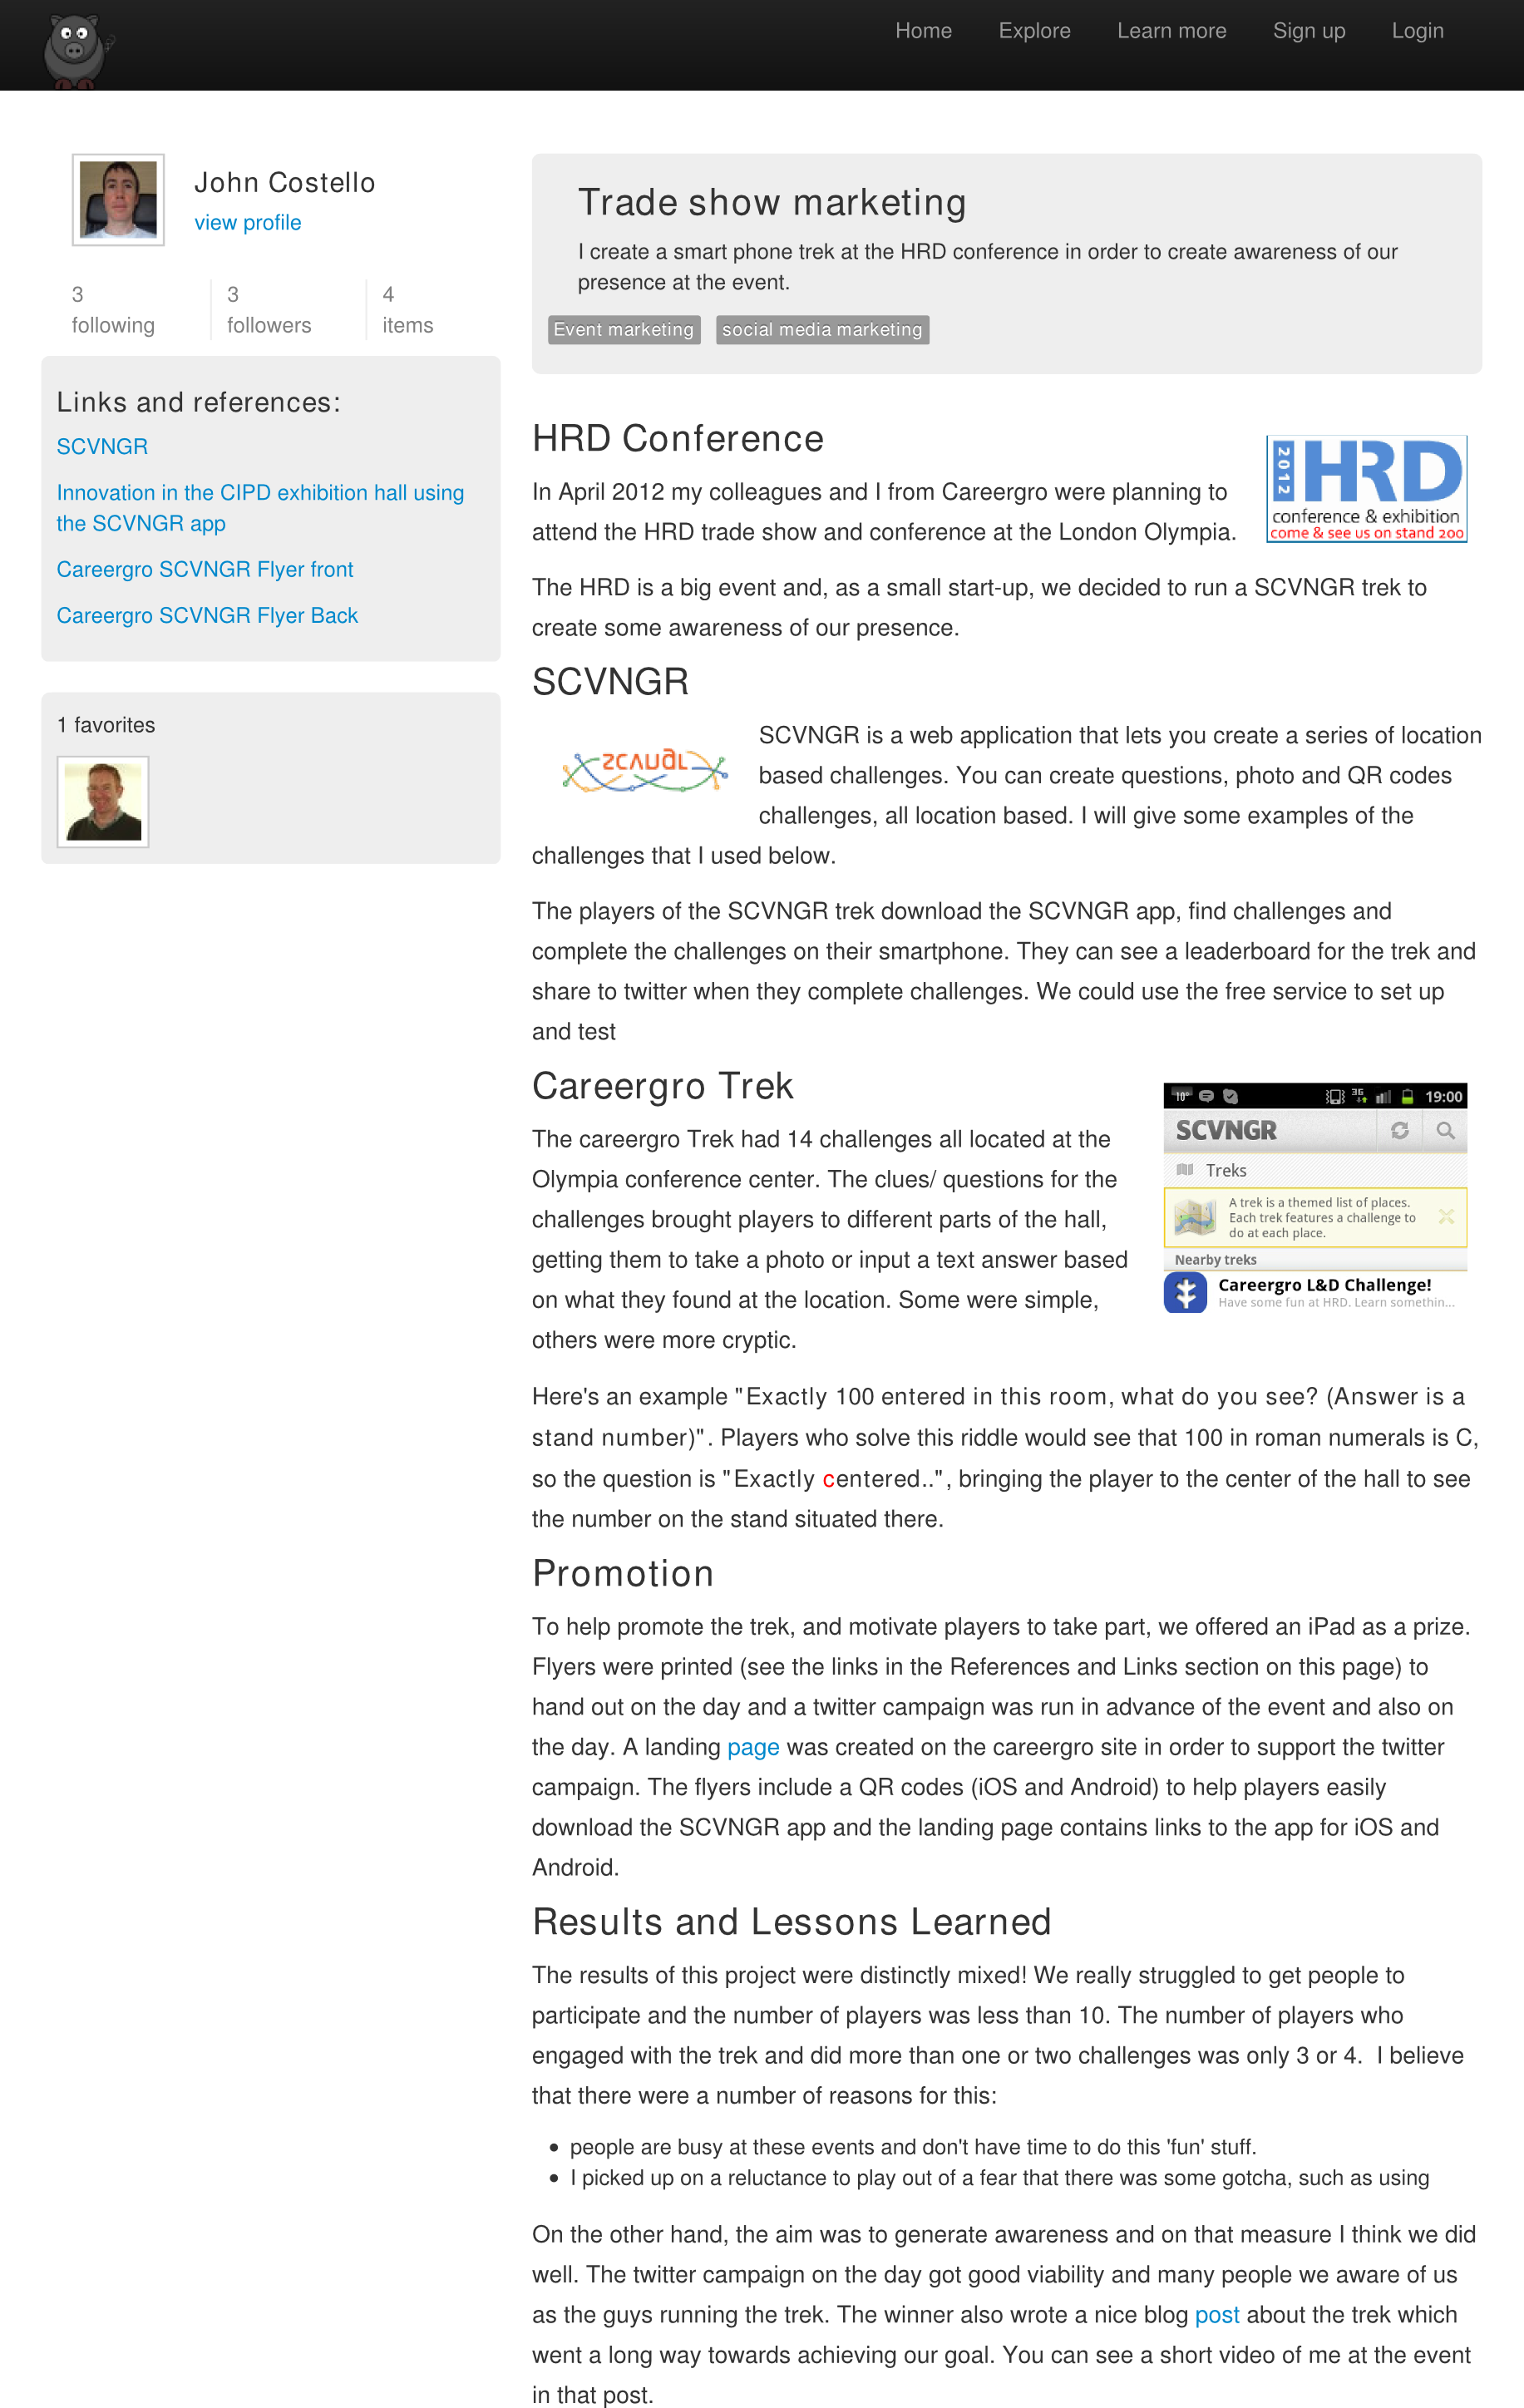 Home Explore Learn more Sign up Login
John Costello
view profile
3
following
3
followers
4
items
Links and references:
SCVNGR
Innovation in the CIPD exhibition hall using
the SCVNGR app
Careergro SCVNGR Flyer front
Careergro SCVNGR Flyer Back
1 favorites
Trade show marketing
I create a smart phone trek at the HRD conference in order to create awareness of our
presence at the event.
Event marketing social media marketing
HRD Conference
In April 2012 my colleagues and I from Careergro were planning to
attend the HRD trade show and conference at the London Olympia.
2012 HRD
conference & exhibition
come & see us on stand 200
The HRD is a big event and, as a small start-up, we decided to run a SCVNGR trek to
create some awareness of our presence.
SCVNGR
SCVNGR is a web application that lets you create a series of location
based challenges. You can create questions, photo and QR codes
challenges, all location based. I will give some examples of the
challenges that I used below.
The players of the SCVNGR trek download the SCVNGR app, find challenges and
complete the challenges on their smartphone. They can see a leaderboard for the trek and
share to twitter when they complete challenges. We could use the free service to set up
and test
Careergro Trek
The careergro Trek had 14 challenges all located at the
Olympia conference center. The clues/ questions for the
challenges brought players to different parts of the hall,
getting them to take a photo or input a text answer based
on what they found at the location. Some were simple,
others were more cryptic.
10° 3G 19:00
SCVNGR
Treks
A trek is a themed list of places.
Each trek features a challenge to
do at each place.
Nearby treks
Careergro L&D Challenge!
Have some fun at HRD. Learn somethin...
Here's an example "Exactly 100 entered in this room, what do you see? (Answer is a
stand number)". Players who solve this riddle would see that 100 in roman numerals is C,
so the question is "Exactly centered..", bringing the player to the center of the hall to see
the number on the stand situated there.
Promotion
To help promote the trek, and motivate players to take part, we offered an iPad as a prize.
Flyers were printed (see the links in the References and Links section on this page) to
hand out on the day and a twitter campaign was run in advance of the event and also on
the day. A landing page was created on the careergro site in order to support the twitter
campaign. The flyers include a QR codes (iOS and Android) to help players easily
download the SCVNGR app and the landing page contains links to the app for iOS and
Android.
Results and Lessons Learned
The results of this project were distinctly mixed! We really struggled to get people to
participate and the number of players was less than 10. The number of players who
engaged with the trek and did more than one or two challenges was only 3 or 4.  I believe
that there were a number of reasons for this:
• people are busy at these events and don't have time to do this 'fun' stuff.
• I picked up on a reluctance to play out of a fear that there was some gotcha, such as using
On the other hand, the aim was to generate awareness and on that measure I think we did
well. The twitter campaign on the day got good viability and many people we aware of us
as the guys running the trek. The winner also wrote a nice blog post about the trek which
went a long way towards achieving our goal. You can see a short video of me at the event
in that post.